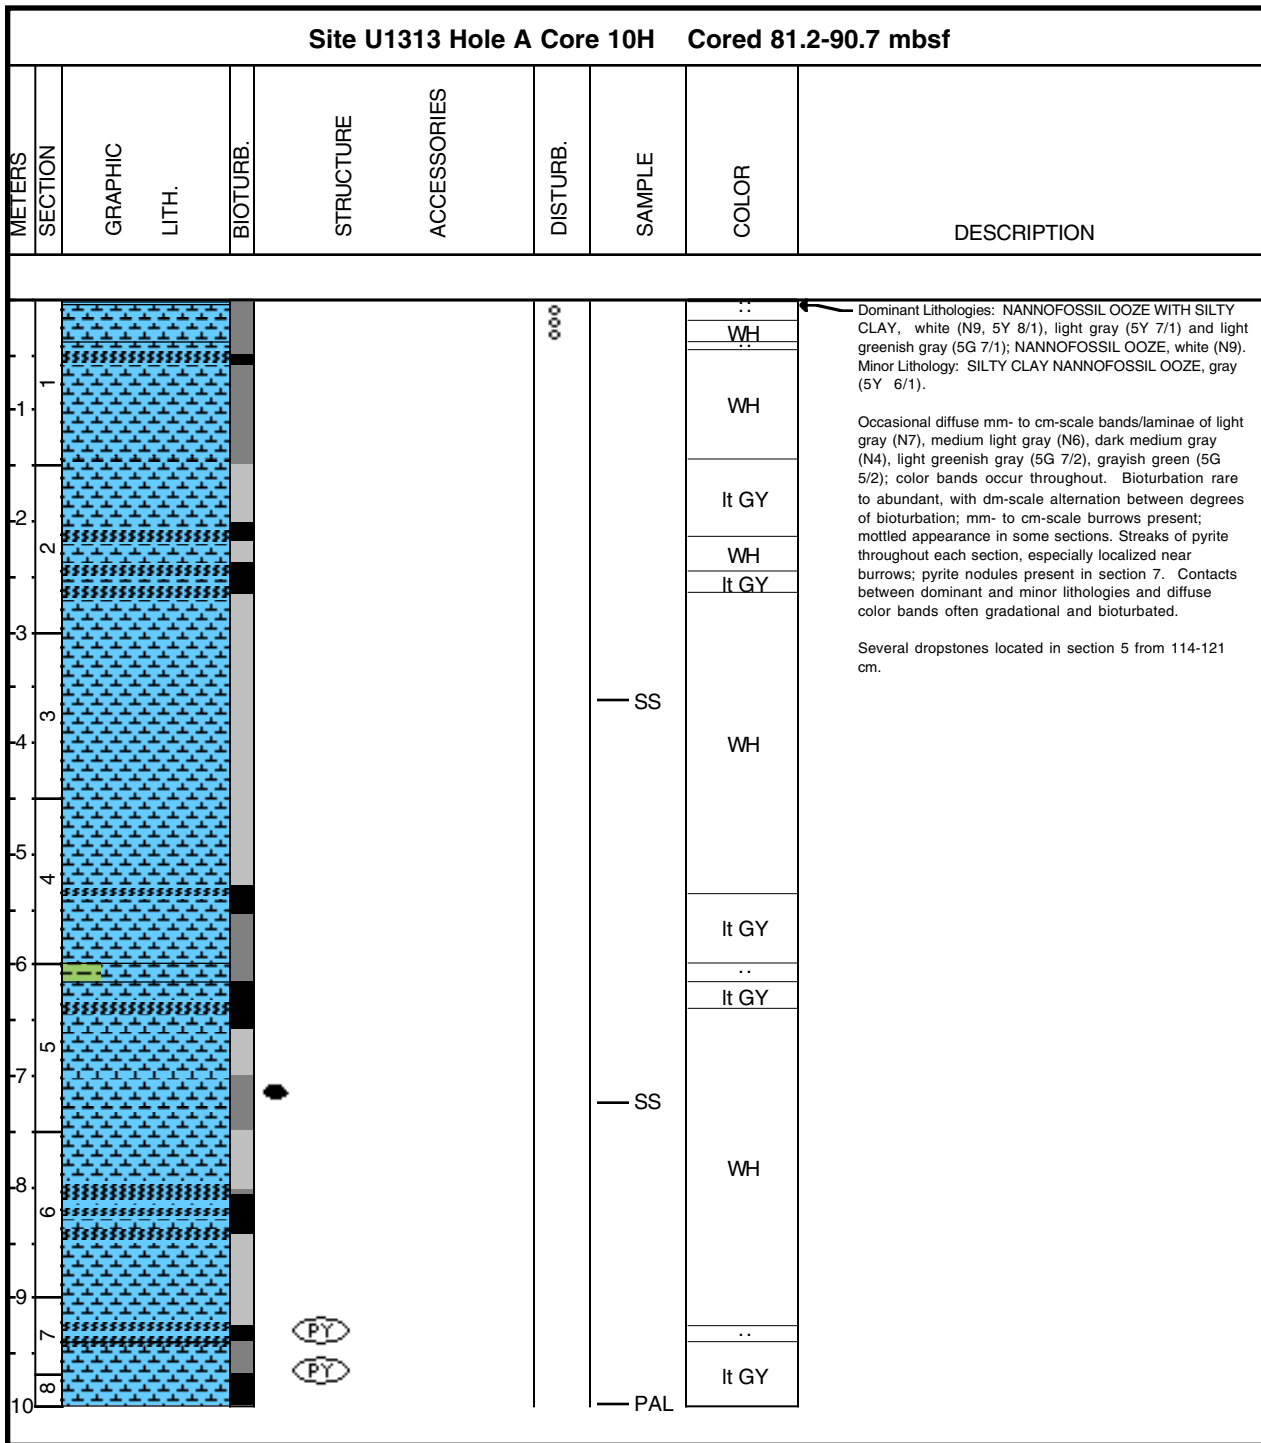 Site U1313 Hole A Core 10H Cored 81.2-90.7 mbsf
METERS
SECTION
GRAPHIC
LITH.
BIOTURB.
STRUCTURE
ACCESSORIES
DISTURB.
SAMPLE
COLOR
DESCRIPTION
1
2
3
4
5
6
7
8
9
10
1
2
3
4
5
6
7
8
PY
PY
SS
SS
PAL
..
WH
..
WH
lt GY
WH
lt GY
WH
lt GY
..
lt GY
WH
..
lt GY
Dominant Lithologies: NANNOFOSSIL OOZE WITH SILTY
CLAY, white (N9, 5Y 8/1), light gray (5Y 7/1) and light
greenish gray (5G 7/1); NANNOFOSSIL OOZE, white (N9).
Minor Lithology: SILTY CLAY NANNOFOSSIL OOZE, gray
(5Y 6/1).
Occasional diffuse mm- to cm-scale bands/laminae of light
gray (N7), medium light gray (N6), dark medium gray
(N4), light greenish gray (5G 7/2), grayish green (5G
5/2); color bands occur throughout. Bioturbation rare
to abundant, with dm-scale alternation between degrees
of bioturbation; mm- to cm-scale burrows present;
mottled appearance in some sections. Streaks of pyrite
throughout each section, especially localized near
burrows; pyrite nodules present in section 7. Contacts
between dominant and minor lithologies and diffuse
color bands often gradational and bioturbated.
Several dropstones located in section 5 from 114-121
cm.